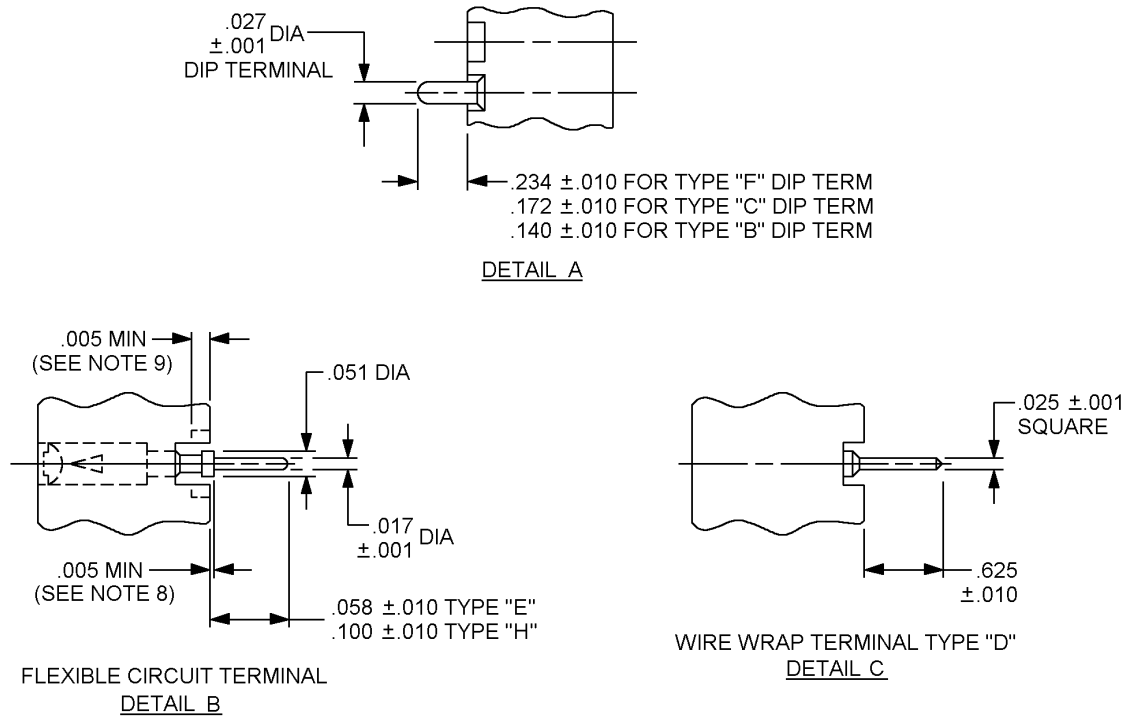 .027
±.001 DIA
DIP TERMINAL
.234 ±.010 FOR TYPE "F" DIP TERM
.172 ±.010 FOR TYPE "C" DIP TERM
.140 ±.010 FOR TYPE "B" DIP TERM
DETAIL A
.005 MIN
(SEE NOTE 9)
.051 DIA
.017
±.001 DIA
.005 MIN
(SEE NOTE 8)
.058 ±.010 TYPE "E"
.100 ±.010 TYPE "H"
FLEXIBLE CIRCUIT TERMINAL
DETAIL B
.025 ±.001
SQUARE
.625
±.010
WIRE WRAP TERMINAL TYPE "D"
DETAIL C